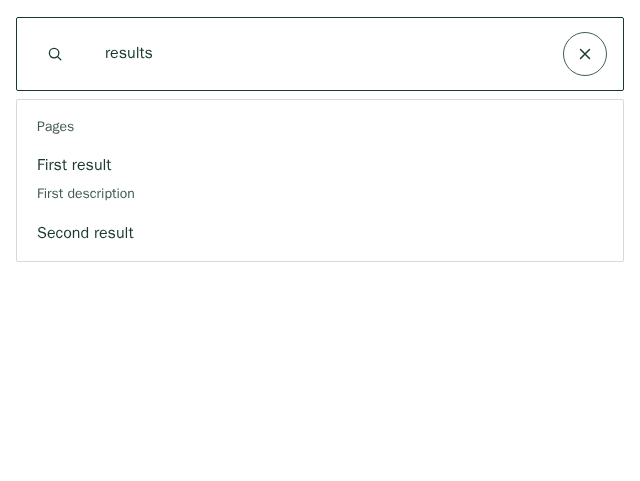 results
Pages
First result
First description
Second result